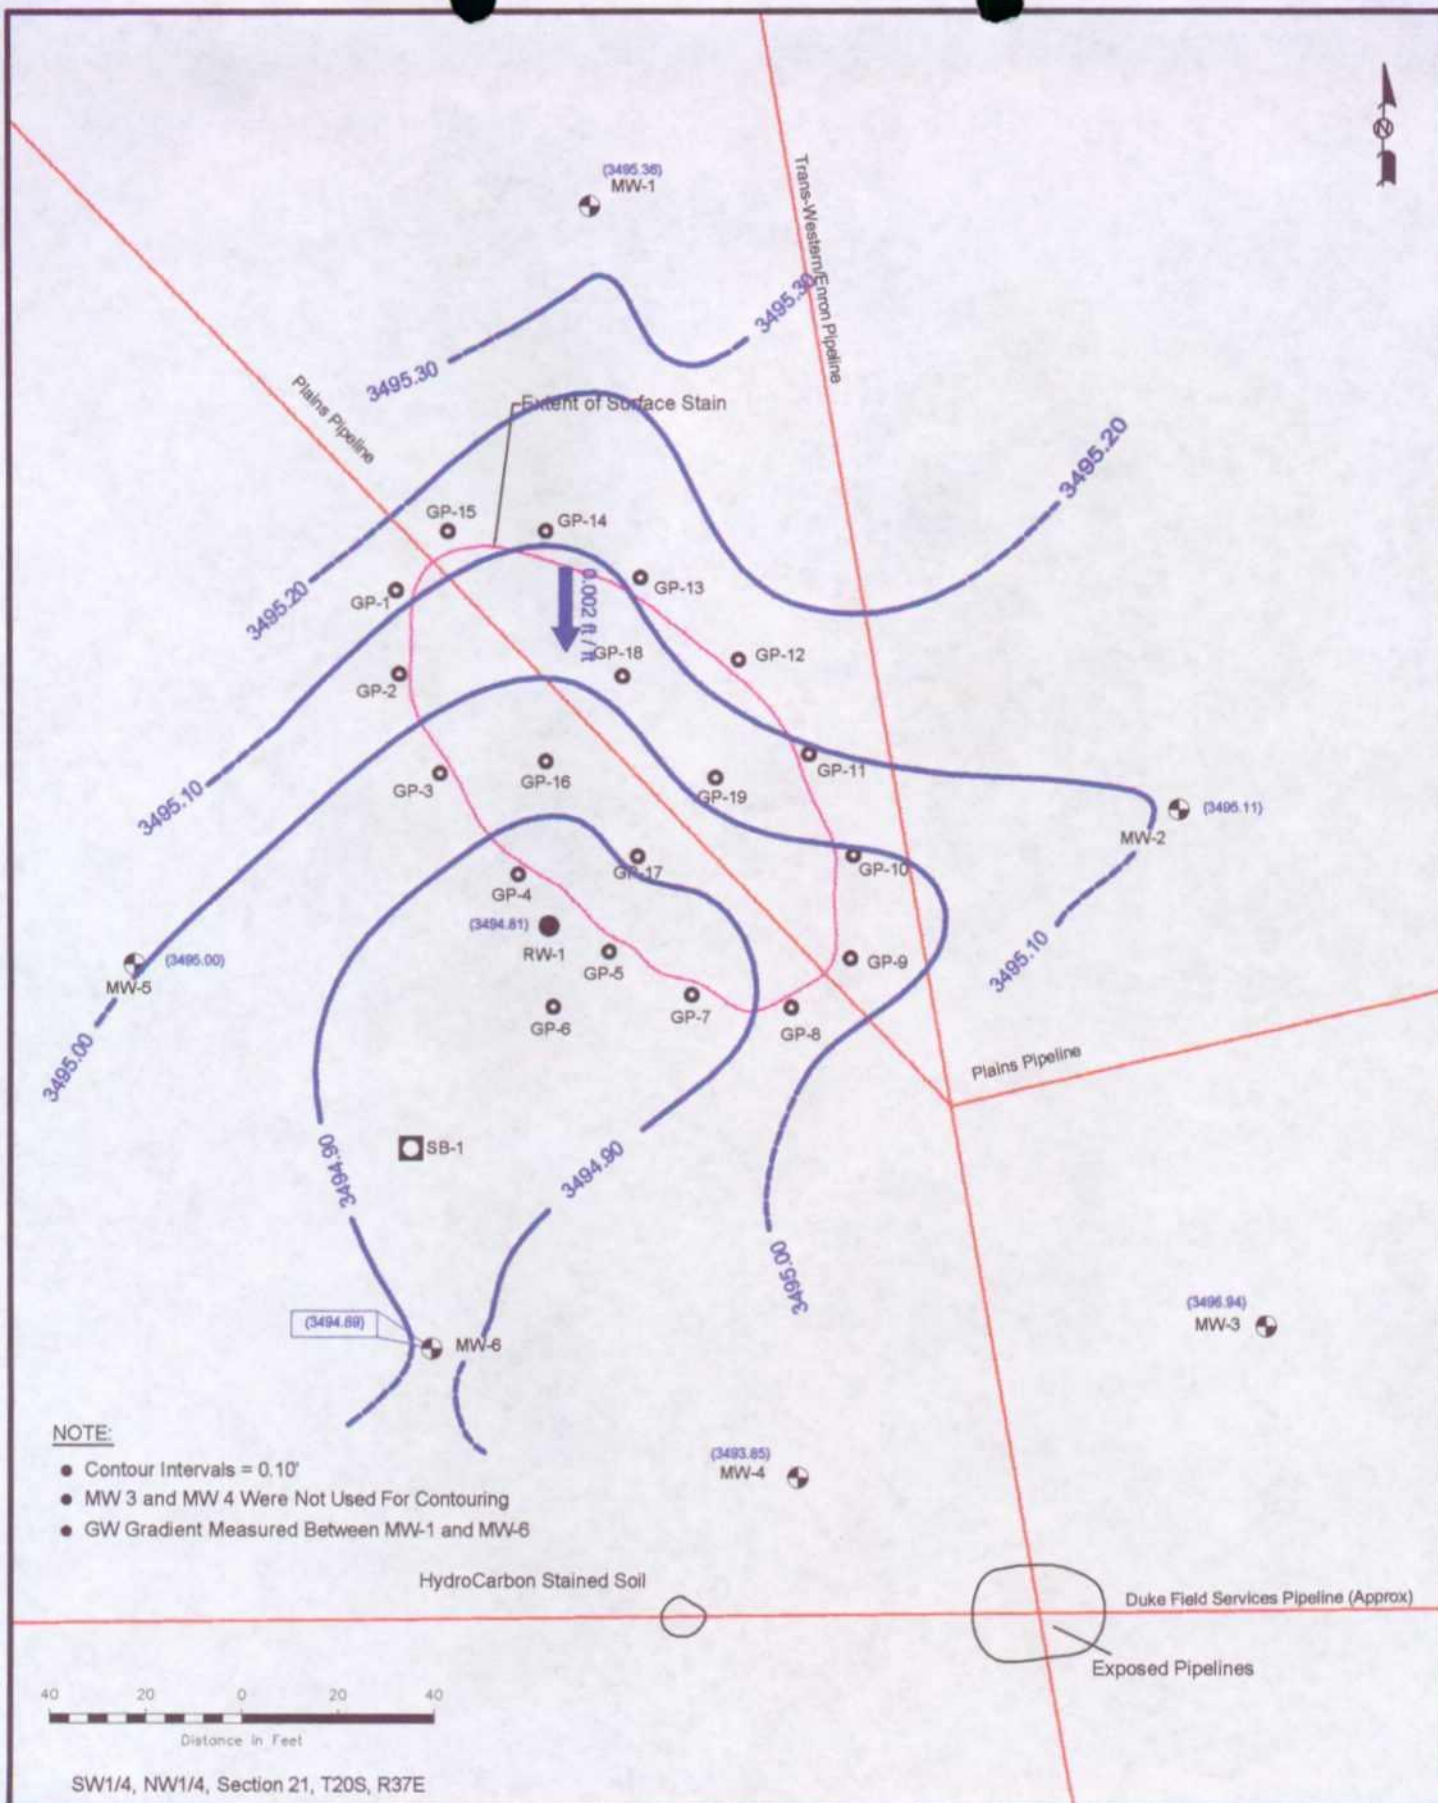 (3495.36)
MW-1
Trans-Western/Enron Pipeline
3495.30
3495.30
Plains Pipeline
Extent of Surface Stain
3495.20
GP-15
GP-14
GP-13
GP-1
3495.20
0.002 ft / ft
GP-18
GP-12
GP-2
GP-3
GP-16
GP-19
GP-11
3495.10
(3495.11)
MW-2
GP-17
GP-10
GP-4
(3494.81)
RW-1
GP-5
GP-9
3495.10
(3495.00)
MW-5
GP-6
GP-7
GP-8
3495.00
Plains Pipeline
SB-1
3494.90
3494.90
3495.00
(3494.89)
MW-6
(3496.94)
MW-3
NOTE:
● Contour Intervals = 0.10'
● MW 3 and MW 4 Were Not Used For Contouring
● GW Gradient Measured Between MW-1 and MW-6
(3493.85)
MW-4
HydroCarbon Stained Soil
Duke Field Services Pipeline (Approx)
Exposed Pipelines
40 20 0 20 40
Distance in Feet
SW1/4, NW1/4, Section 21, T20S, R37E